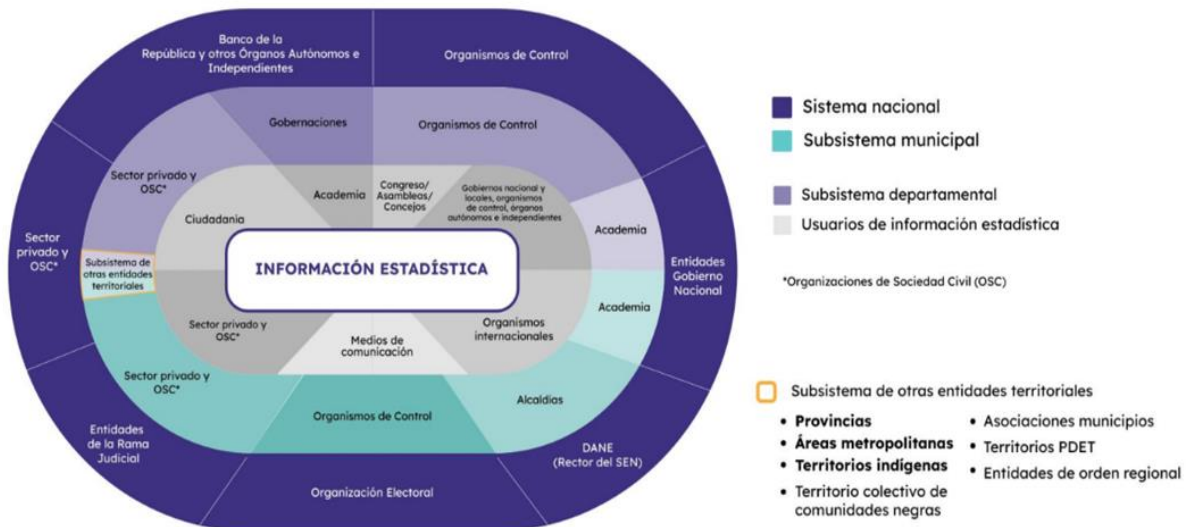 Banco de la
República y otros Órganos Autónomos e
Independientes
Organismos de Control
Gobernaciones
Organismos de Control
Sector privado y
OSC*
Academia
Congreso/
Asambleas/
Concejos
Gobiernos nacional y
locales, organismos
de control, órganos
autónomos e independientes
Ciudadania
Academia
Sector
privado y
OSC*
Subsistema de
otras entidades
territoriales
INFORMACIÓN ESTADÍSTICA
Entidades
Gobierno
Nacional
Academia
Sector privado y
OSC*
Medios de
comunicación
Organismos
internacionales
Sector privado y
OSC*
Organismos de Control
Alcaldías
Entidades
de la Rama
Judicial
Organización Electoral
DANE
(Rector del SEN)
Sistema nacional
Subsistema municipal
Subsistema departamental
Usuarios de información estadística
*Organizaciones de Sociedad Civil (OSC)
Subsistema de otras entidades territoriales
• Provincias
• Áreas metropolitanas
• Territorios indígenas
• Territorio colectivo de
comunidades negras
• Asociaciones municipios
• Territorios PDET
• Entidades de orden regional